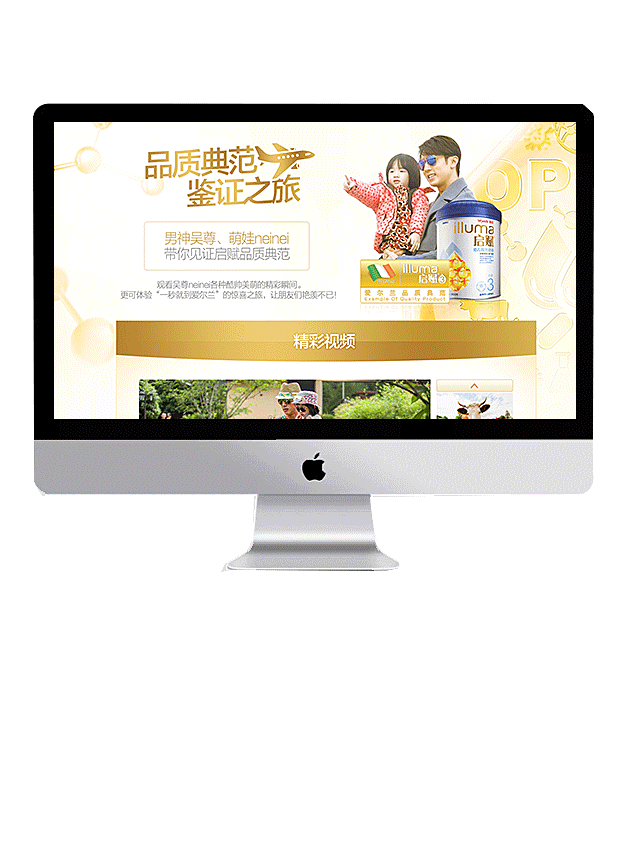 品质典范
鉴证之旅
男神吴尊、萌娃neinei
带你见证启赋品质典范
观看吴尊neinei各种酷帅美萌的精彩瞬间。
更可体验“一秒就到爱尔兰”的惊喜之旅，让朋友们艳羡不已！
OP
illuma
启赋
3
illuma
启赋3
爱尔兰品质典范
Example Of Quality Product
精彩视频